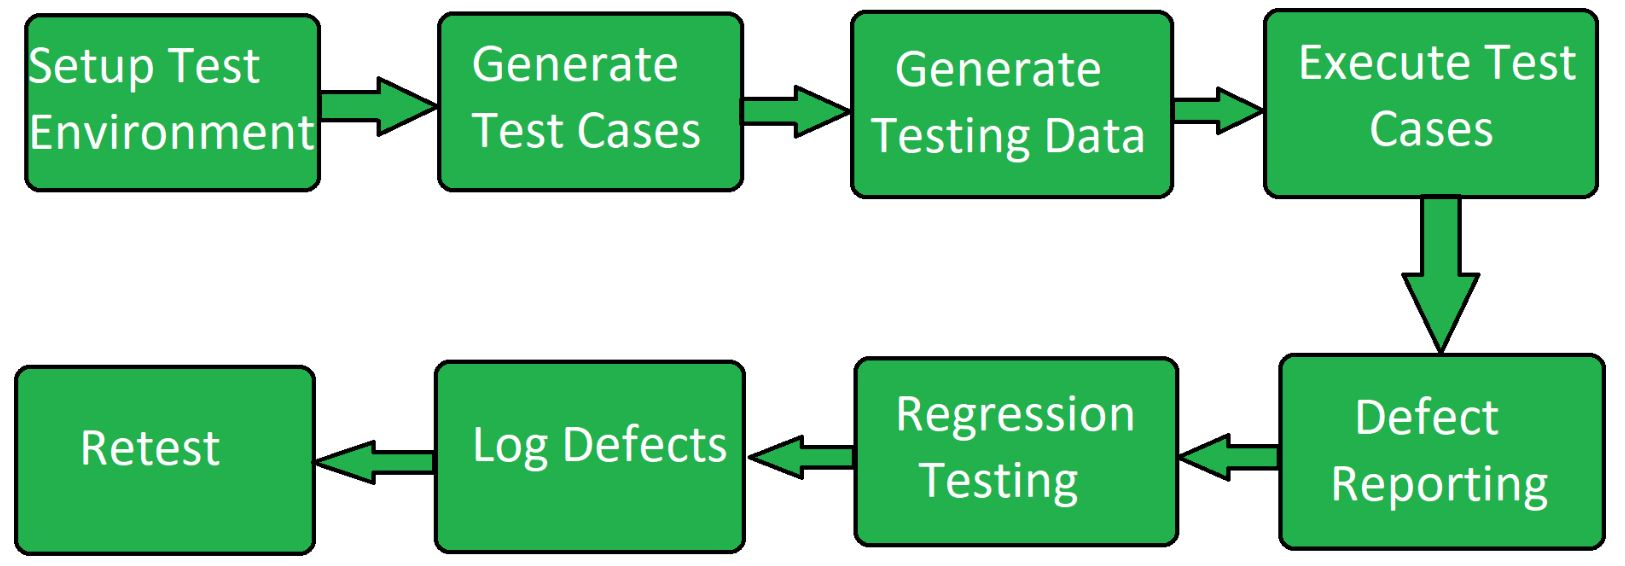 Setup Test
Environment
Generate
Test Cases
Generate
Testing Data
Execute Test
Cases
Defect
Reporting
Regression
Testing
Log Defects
Retest